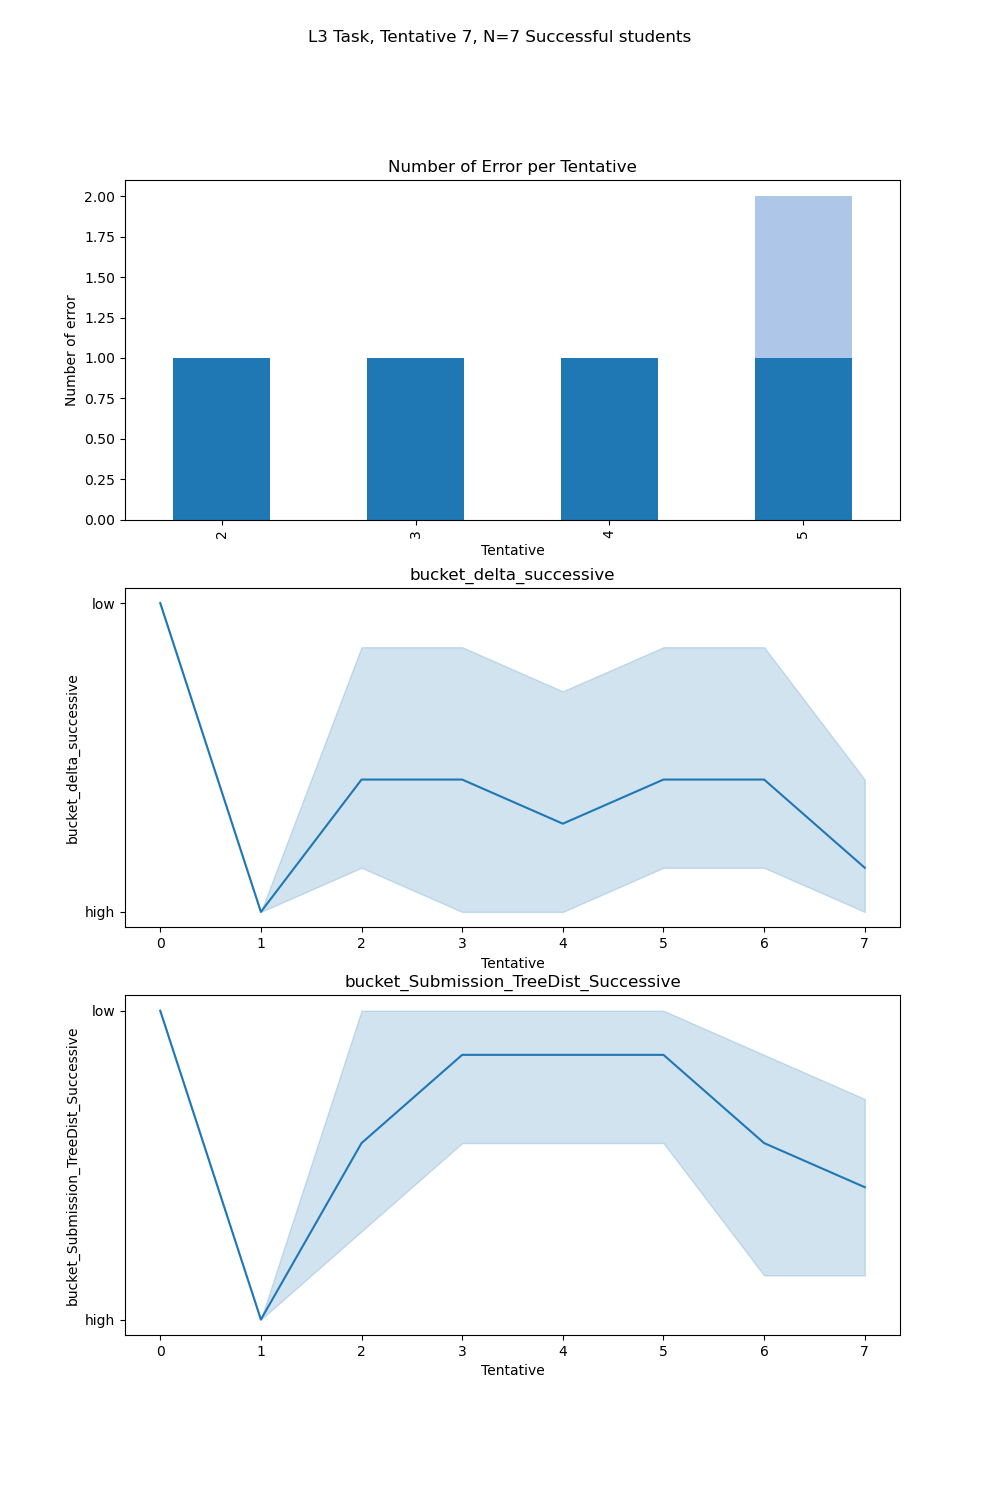 L3 Task, Tentative 7, N=7 Successful students
Number of Error per Tentative
Number of error
2.00
1.75
1.50
1.25
1.00
0.75
0.50
0.25
0.00
2 3 4 5
Tentative
bucket_delta_successive
bucket_delta_successive
low
high
0 1 2 3 4 5 6 7
Tentative
bucket_Submission_TreeDist_Successive
bucket_Submission_TreeDist_Successive
low
high
0 1 2 3 4 5 6 7
Tentative